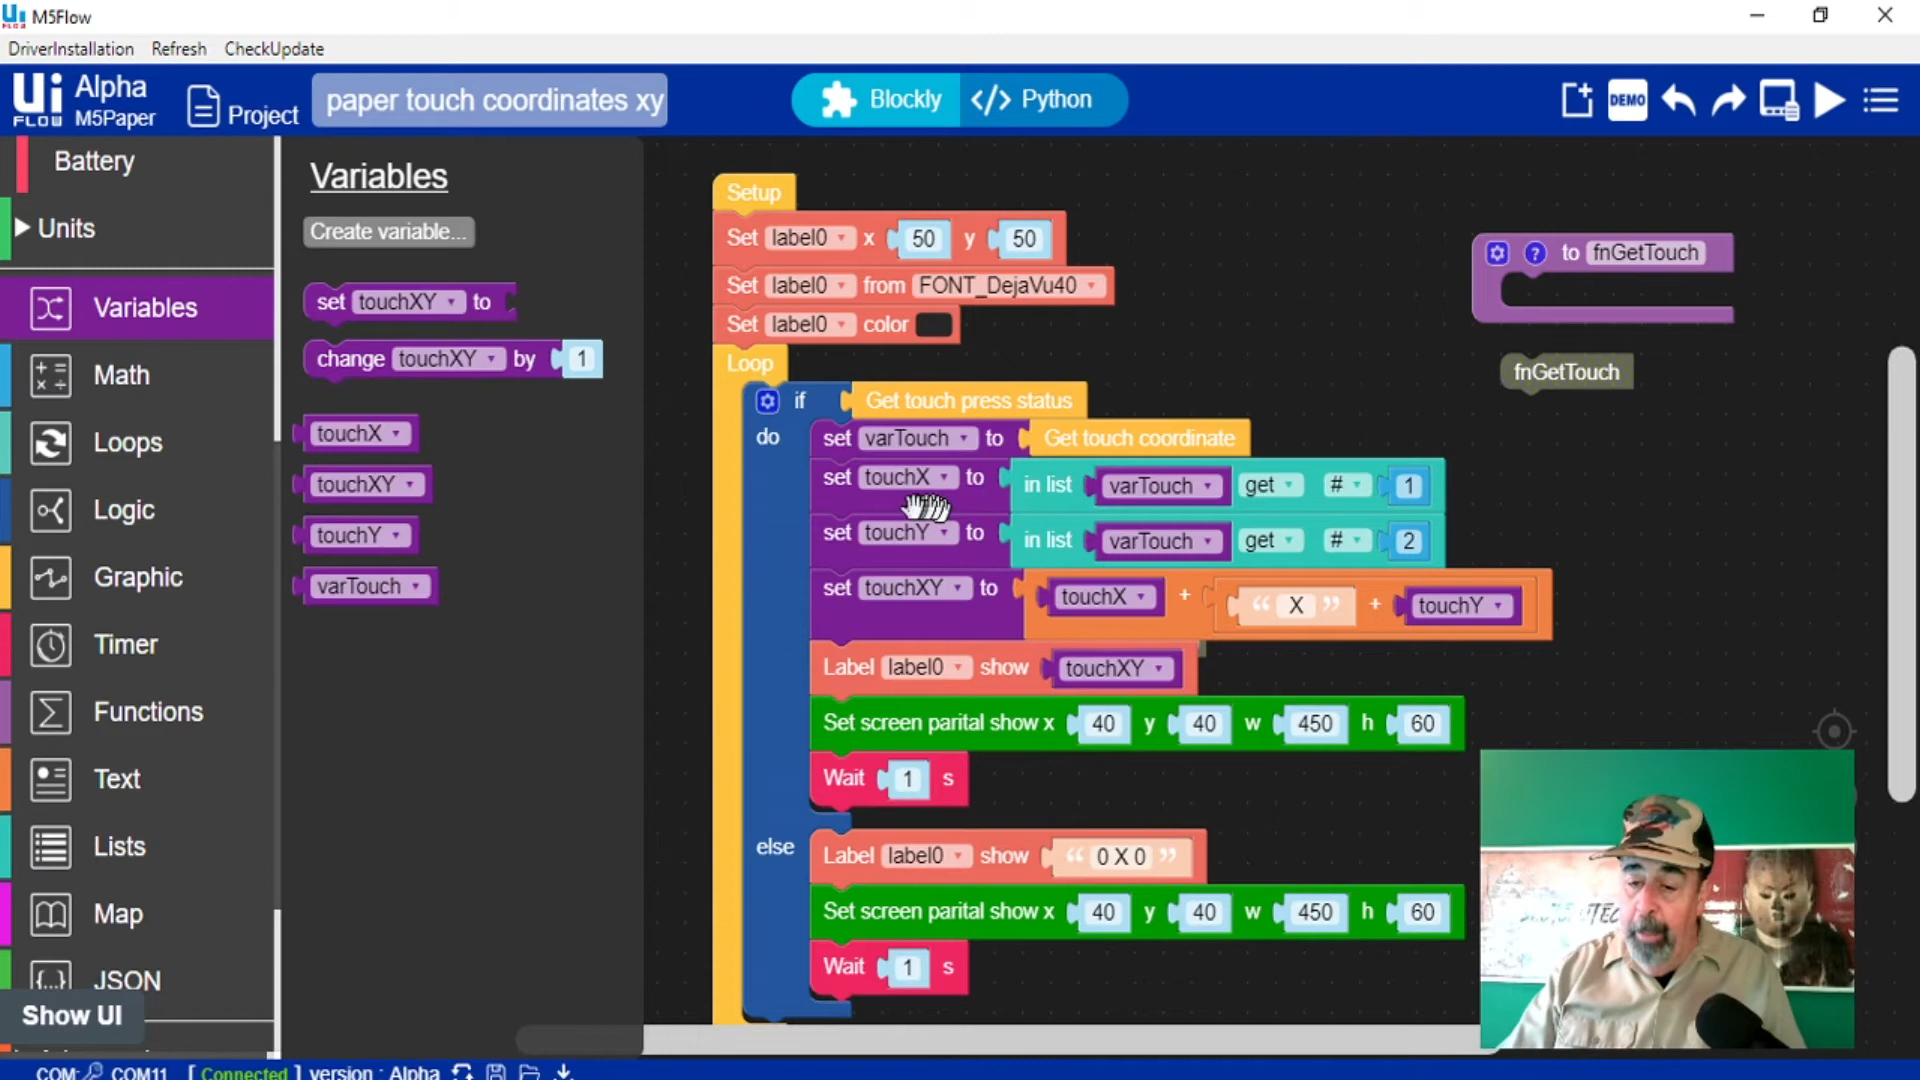 M5Flow
DriverInstallation Refresh CheckUpdate
Ui FLOW Alpha M5Paper Project paper touch coordinates xy Blockly </> Python DEMO
Battery
Units
Variables
Math
Loops
Logic
Graphic
Timer
Functions
Text
Lists
Map
JSON
Show UI
Variables
Create variable...
set touchXY to
change touchXY by 1
touchX
touchXY
touchY
varTouch
Setup
Set label0 x 50 y 50
Set label0 from FONT_DejaVu40
Set label0 color
Loop
if Get touch press status
do set varTouch to Get touch coordinate
set touchX to in list varTouch get # 1
set touchY to in list varTouch get # 2
set touchXY to touchX + “ X ” + touchY
Label label0 show touchXY
Set screen parital show x 40 y 40 w 450 h 60
Wait 1 s
else Label label0 show “ 0 X 0 ”
Set screen parital show x 40 y 40 w 450 h 60
Wait 1 s
? to fnGetTouch
fnGetTouch
COM: COM11 [ Connected ] version : Alpha